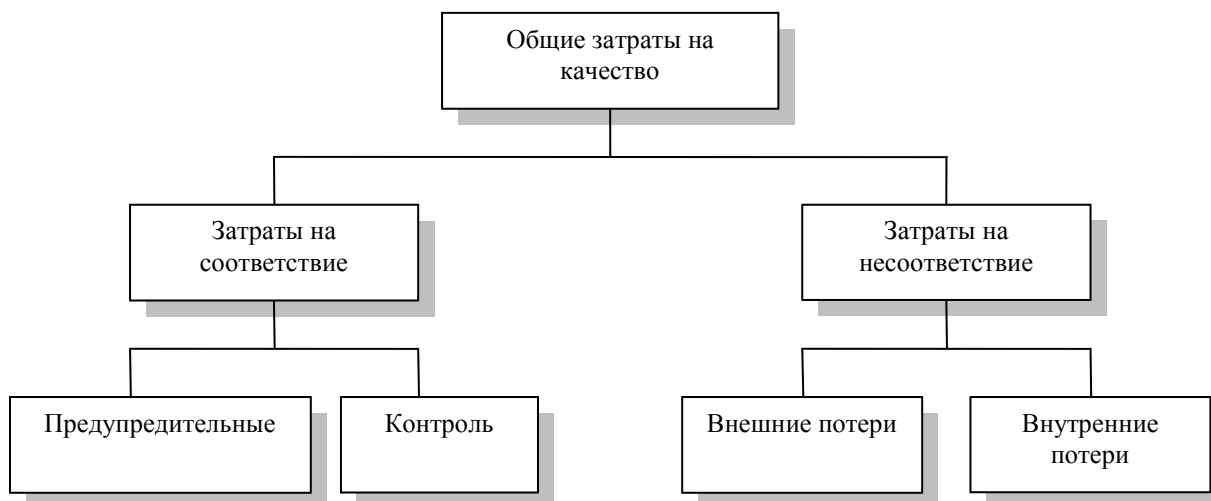 Общие затраты на
качество
Затраты на
соответствие
Затраты на
несоответствие
Предупредительные
Контроль
Внешние потери
Внутренние
потери